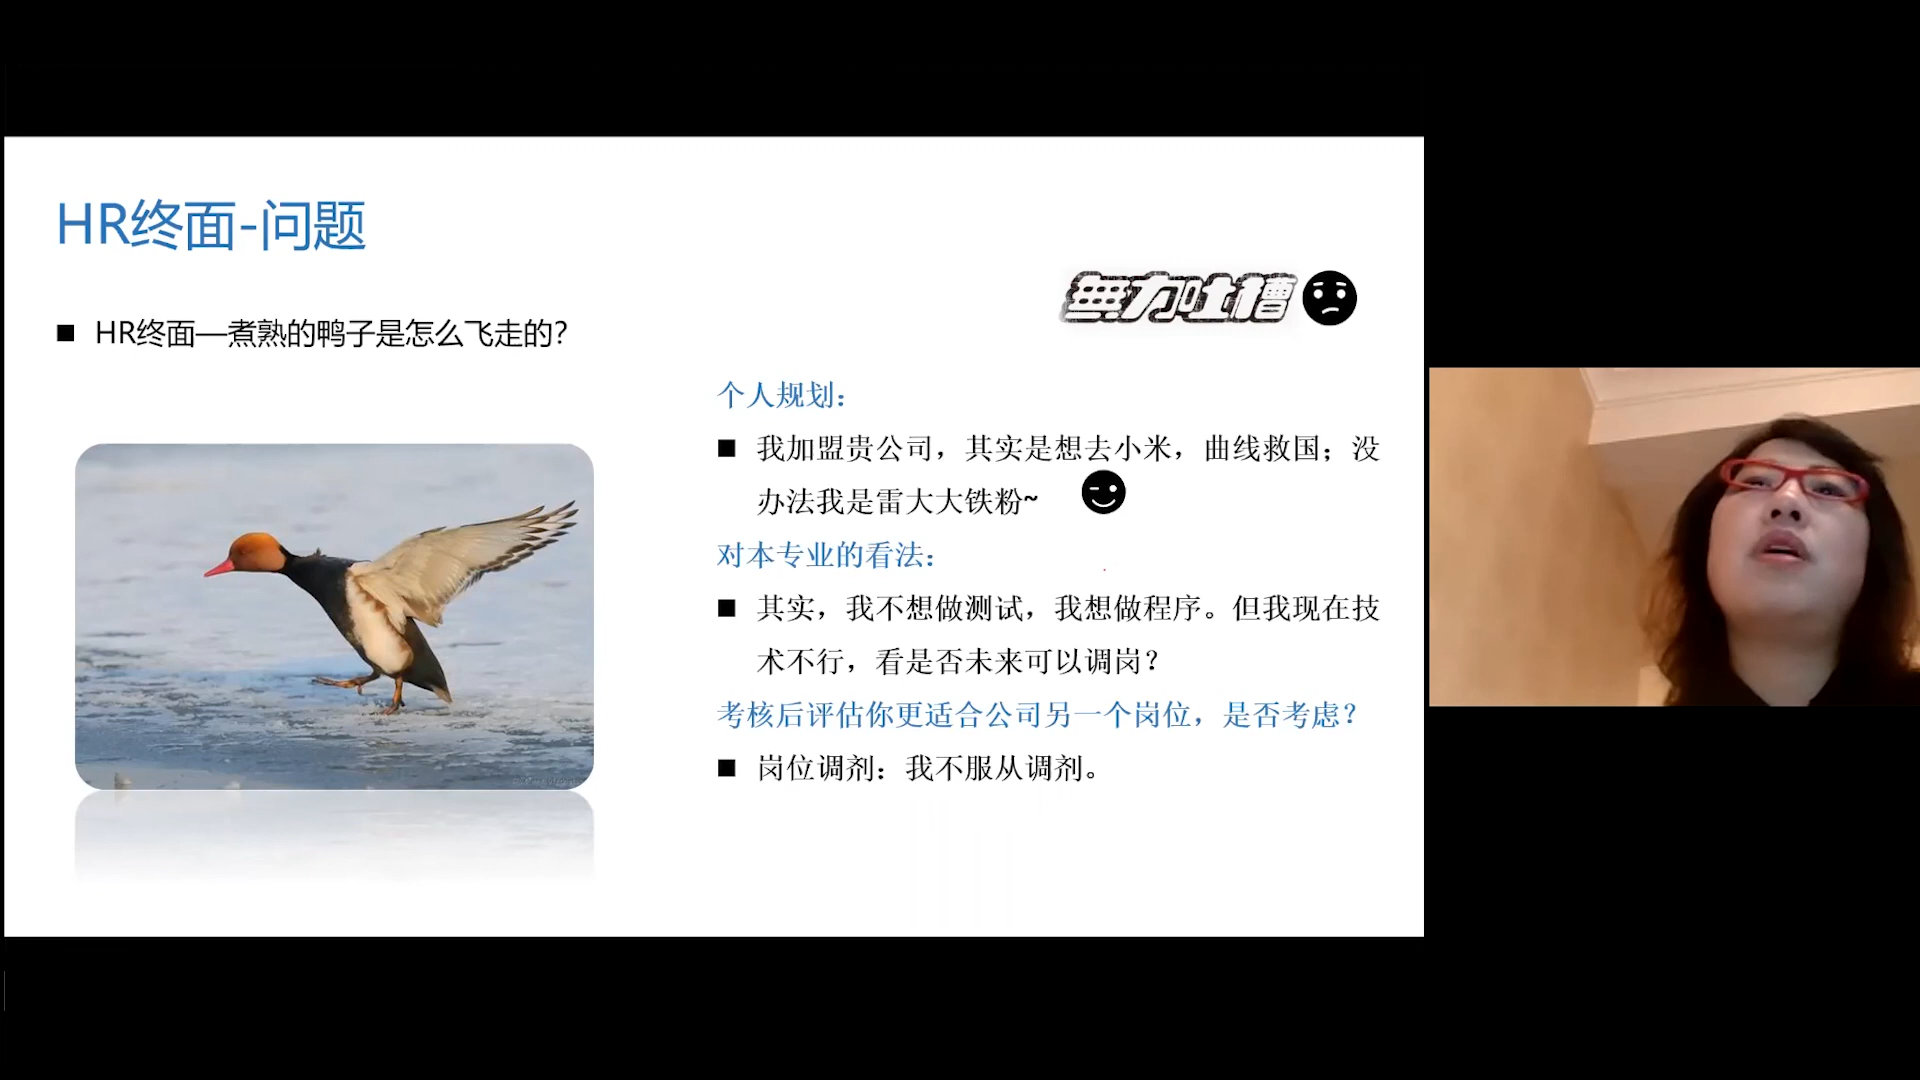 HR终面-问题
無力吐槽
■ HR终面—煮熟的鸭子是怎么飞走的?
个人规划：
■ 我加盟贵公司，其实是想去小米，曲线救国；没
办法我是雷大大铁粉~
对本专业的看法：
■ 其实，我不想做测试，我想做程序。但我现在技
术不行，看是否未来可以调岗？
考核后评估你更适合公司另一个岗位，是否考虑？
■ 岗位调剂：我不服从调剂。